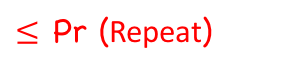 ≤ Pr (Repeat)